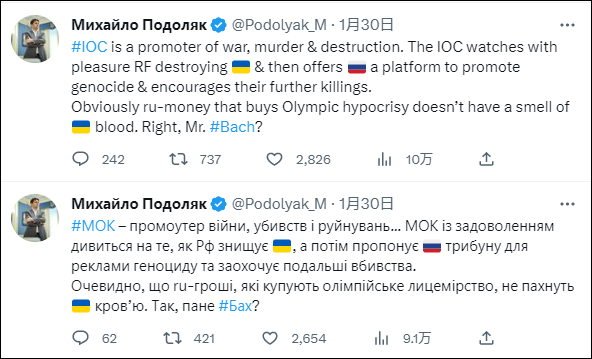 Михайло Подоляк @Podolyak_M · 1月30日
#IOC is a promoter of war, murder & destruction. The IOC watches with
pleasure RF destroying 🇺🇦 & then offers 🇷🇺 a platform to promote
genocide & encourages their further killings.
Obviously ru-money that buys Olympic hypocrisy doesn’t have a smell of
🇺🇦 blood. Right, Mr. #Bach?
242 737 2,826 10万
Михайло Подоляк @Podolyak_M · 1月30日
#МОК – промоутер війни, убивств і руйнувань... МОК із задоволенням
дивиться на те, як Рф знищує 🇺🇦, а потім пропонує 🇷🇺 трибуну для
реклами геноциду та заохочує подальші вбивства.
Очевидно, що ru-гроші, які купують олімпійське лицемірство, не пахнуть
🇺🇦 кров’ю. Так, пане #Бах?
62 421 2,654 9.1万